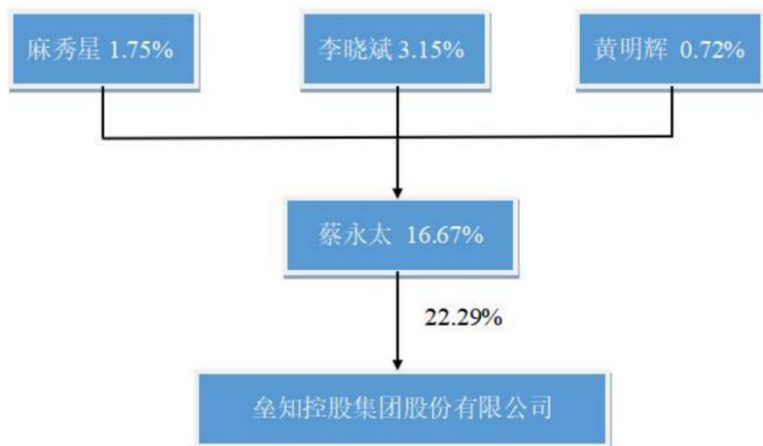 麻秀星 1.75%
李晓斌 3.15%
黄明辉 0.72%
蔡永太 16.67%
22.29%
垒知控股集团股份有限公司